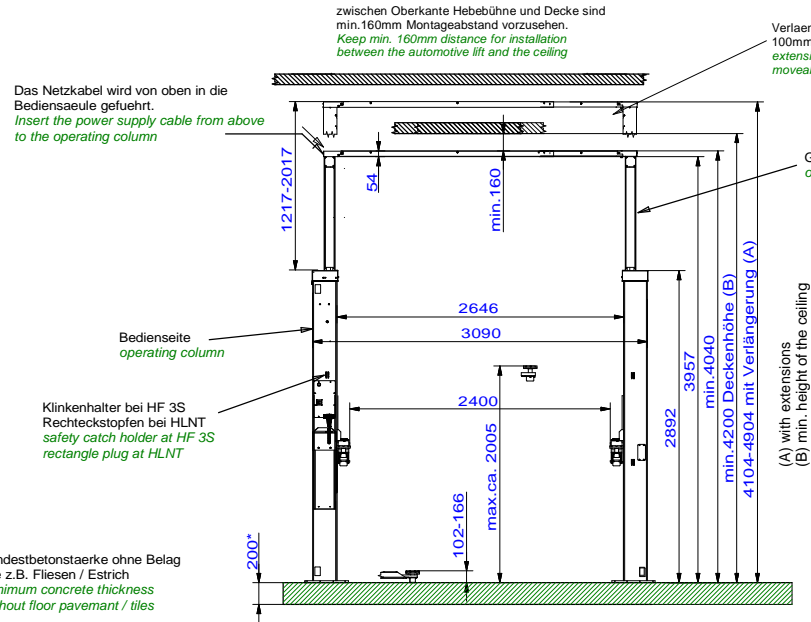 zwischen Oberkante Hebebühne und Decke sind
min.160mm Montageabstand vorzusehen.
Keep min. 160mm distance for installation
between the automotive lift and the ceiling
100mm
Das Netzkabel wird von oben in die
Bediensaeule gefuehrt.
Insert the power supply cable from above
to the operating column
G
1217-2017
54
min.160
2646
3090
2400
max.ca. 2005
102-166
200*
2892
3957
min.4040
min.4200 Deckenhöhe (B)
4104-4904 mit Verlängerung (A)
(A) with extensions
(B) min. height of the ceiling
Bedienseite
operating column
Klinkenhalter bei HF 3S
Rechteckstopfen bei HLNT
safety catch holder at HF 3S
rectangle plug at HLNT
ndestbetonstaerke ohne Belag
e z.B. Fliesen / Estrich
nimum concrete thickness
hout floor pavemant / tiles